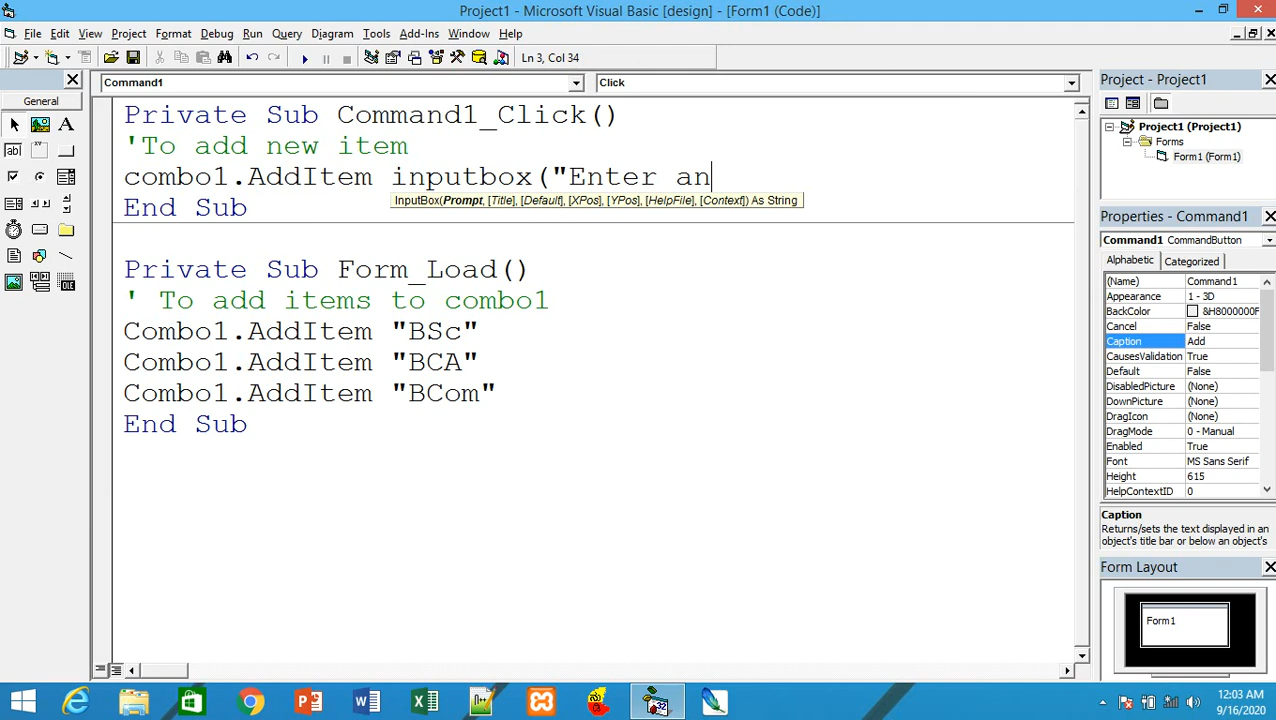 Project1 - Microsoft Visual Basic [design] - [Form1 (Code)]
File Edit View Project Format Debug Run Query Diagram Tools Add-Ins Window Help
Ln 3, Col 34
General
Command1
Click
Private Sub Command1_Click()
'To add new item
combo1.AddItem inputbox("Enter an
InputBox(Prompt, [Title], [Default], [XPos], [YPos], [HelpFile], [Context]) As String
End Sub
Private Sub Form_Load()
' To add items to combo1
Combo1.AddItem "BSc"
Combo1.AddItem "BCA"
Combo1.AddItem "BCom"
End Sub
Project - Project1
Project1 (Project1)
Forms
Form1 (Form1)
Properties - Command1
Command1 CommandButton
Alphabetic Categorized
(Name) Command1
Appearance 1 - 3D
BackColor &H8000000F
Cancel False
Caption Add
CausesValidation True
Default False
DisabledPicture (None)
DownPicture (None)
DragIcon (None)
DragMode 0 - Manual
Enabled True
Font MS Sans Serif
Height 615
HelpContextID 0
Caption
Returns/sets the text displayed in an
object's title bar or below an object's
Form Layout
Form1
12:03 AM
9/16/2020